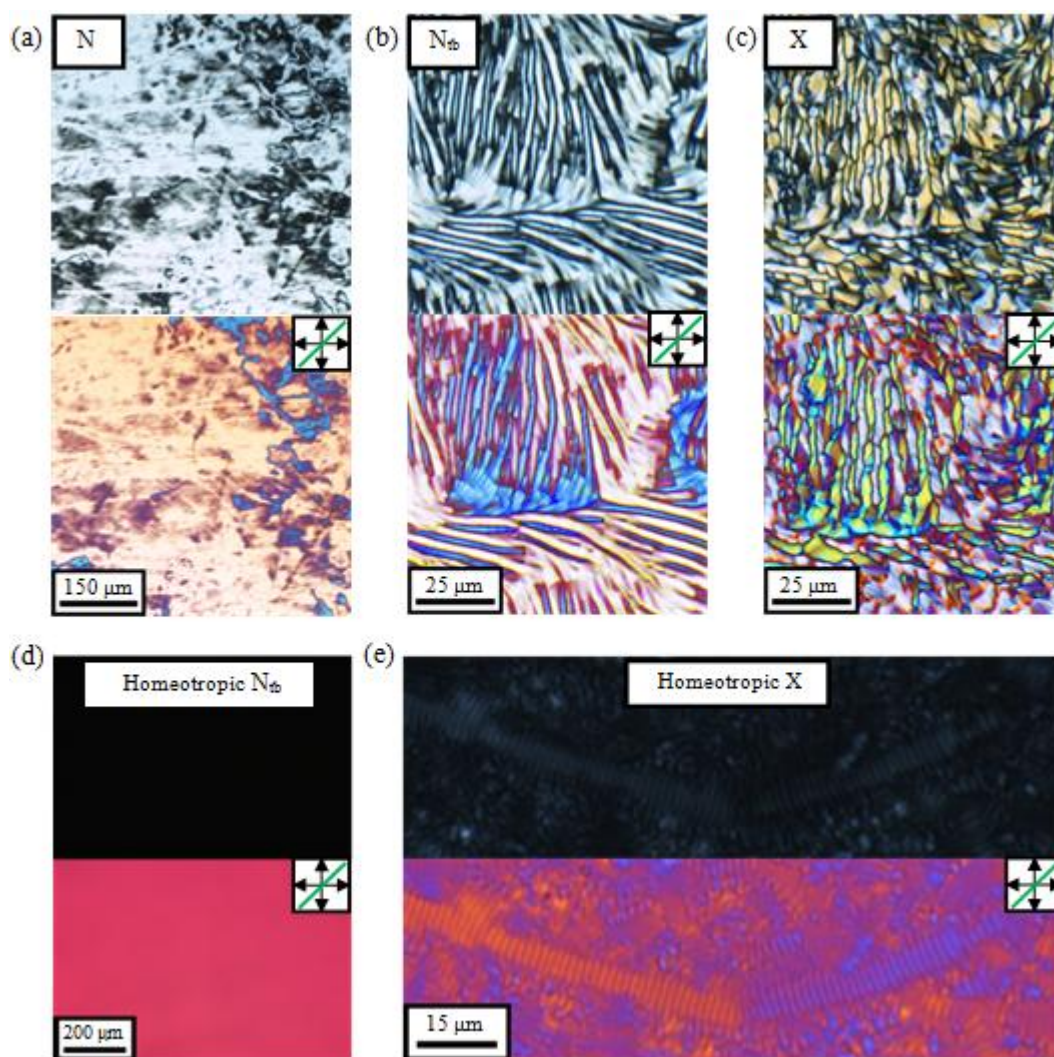 (a) N
(b) N_tb
(c) X
150 µm
25 µm
25 µm
(d) Homeotropic N_tb
(e) Homeotropic X
200 µm
15 µm